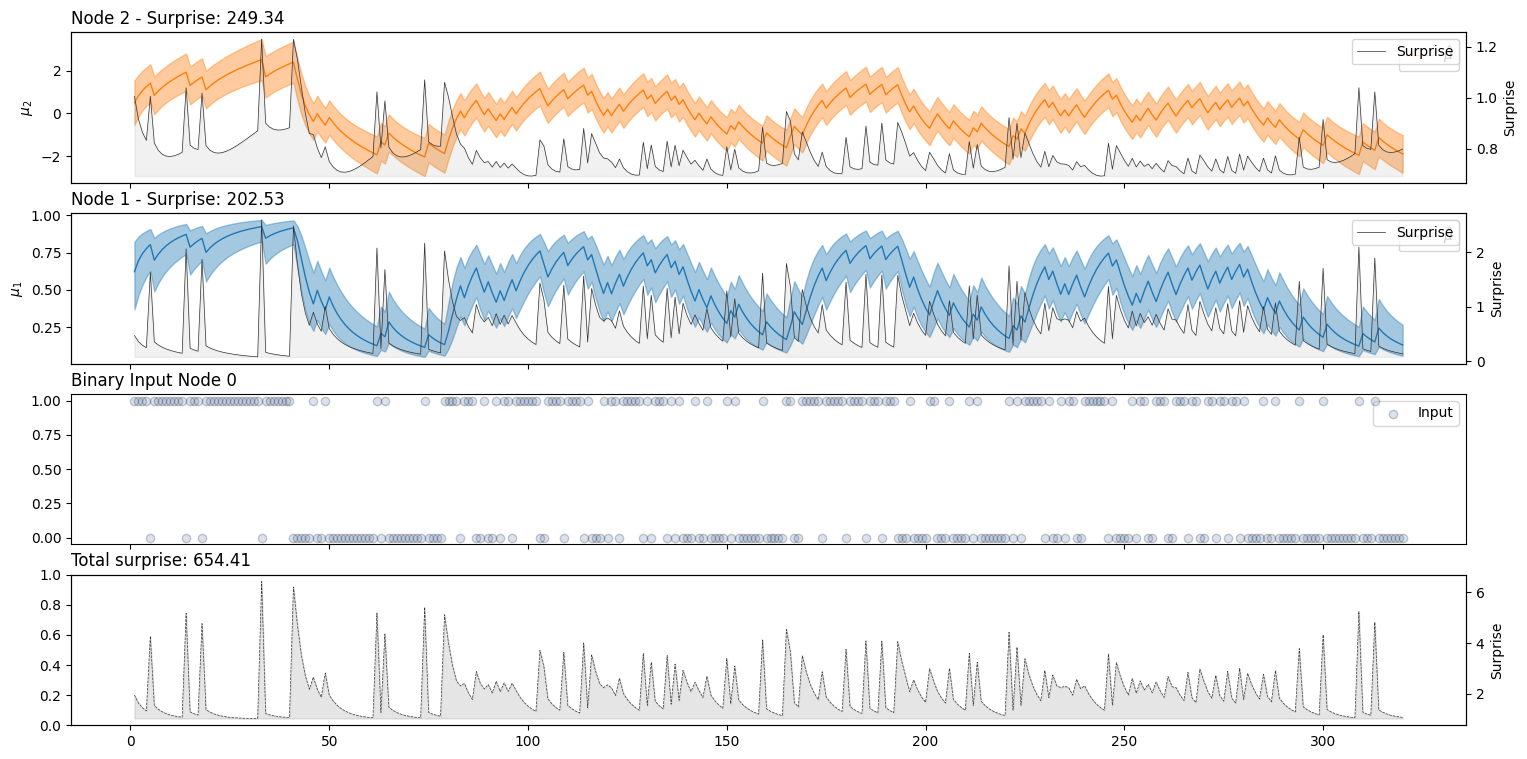 Node 2 - Surprise: 249.34
Surprise
μ
μ2
2
0
−2
1.2
1.0
0.8
Surprise
Node 1 - Surprise: 202.53
Surprise
μ1
1.00
0.75
0.50
0.25
2
1
0
Surprise
Binary Input Node 0
Input
1.00
0.75
0.50
0.25
0.00
Total surprise: 654.41
1.0
0.8
0.6
0.4
0.2
0.0
6
4
2
Surprise
0 50 100 150 200 250 300